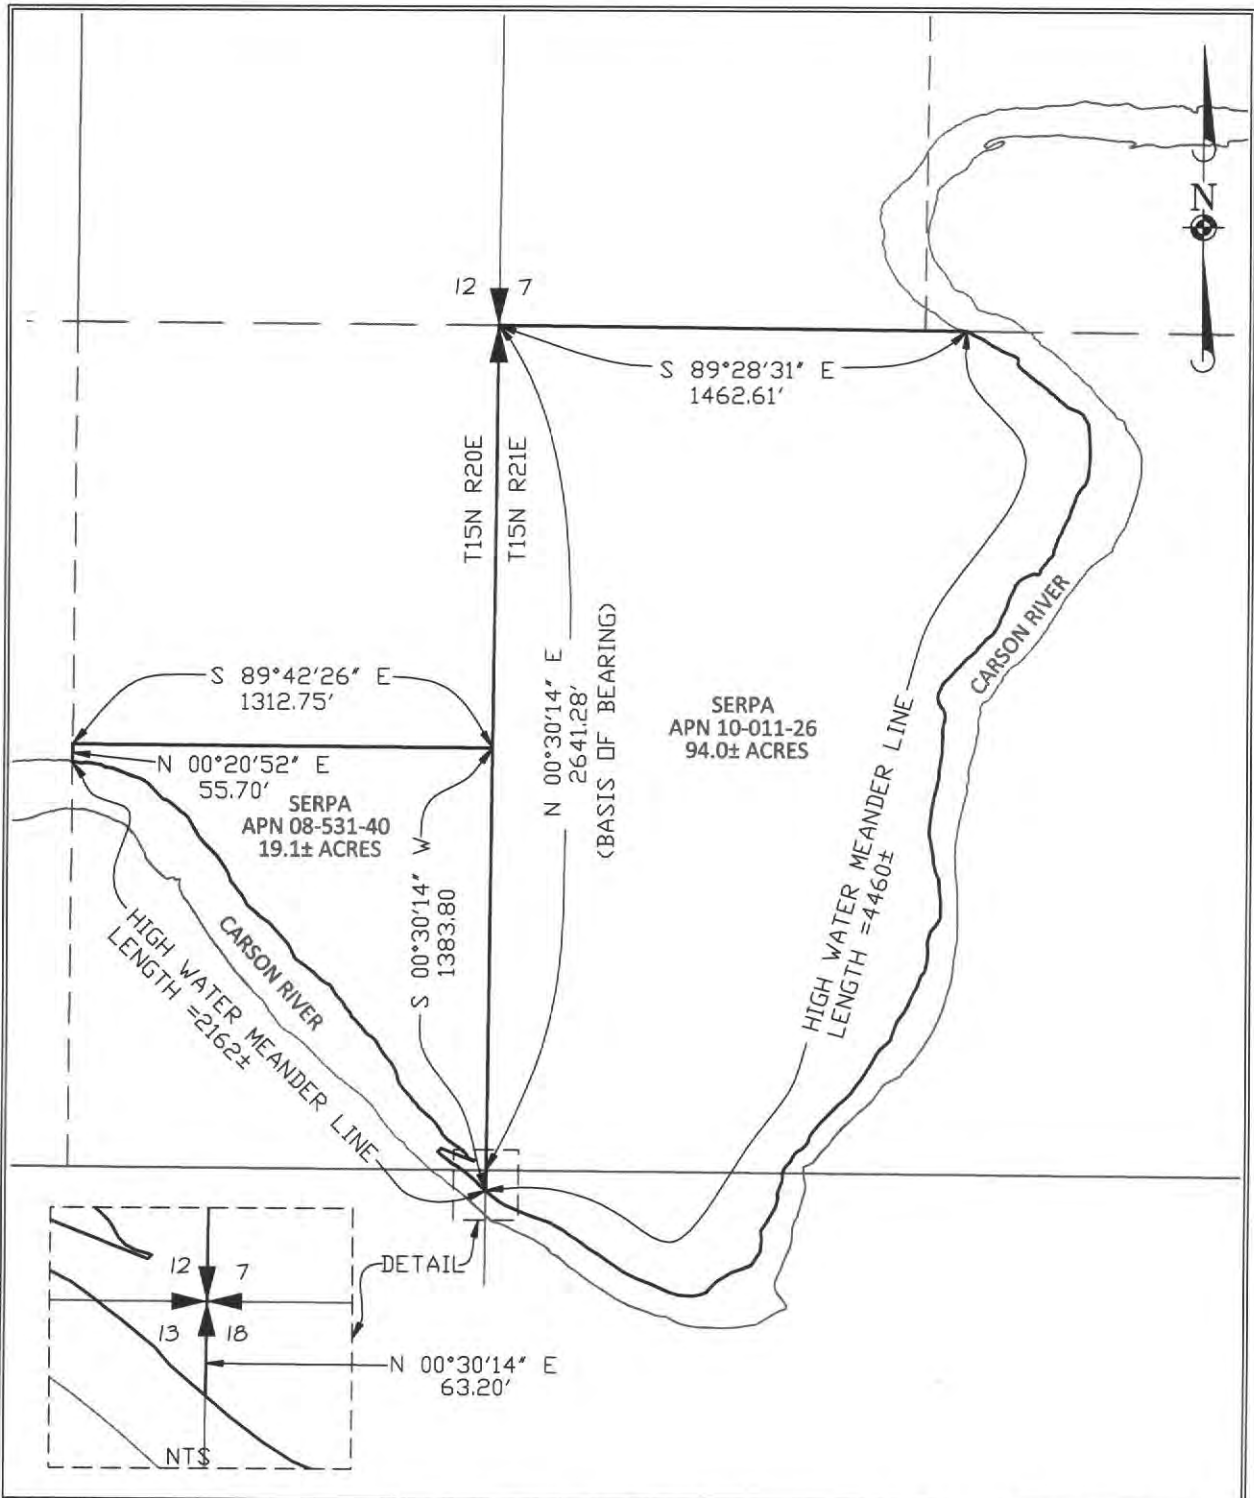 N
12 7
S 89°28'31" E
1462.61'
T15N R20E
T15N R21E
N 00°30'14" E
2641.28'
(BASIS OF BEARING)
S 89°42'26" E
1312.75'
N 00°20'52" E
55.70'
SERPA
APN 08-531-40
19.1± ACRES
S 00°30'14" W
1383.80
SERPA
APN 10-011-26
94.0± ACRES
CARSON RIVER
HIGH WATER MEANDER LINE
LENGTH =4460±
CARSON RIVER
HIGH WATER MEANDER LINE
LENGTH =2162±
DETAIL
12 7
13 18
N 00°30'14" E
63.20'
NTS